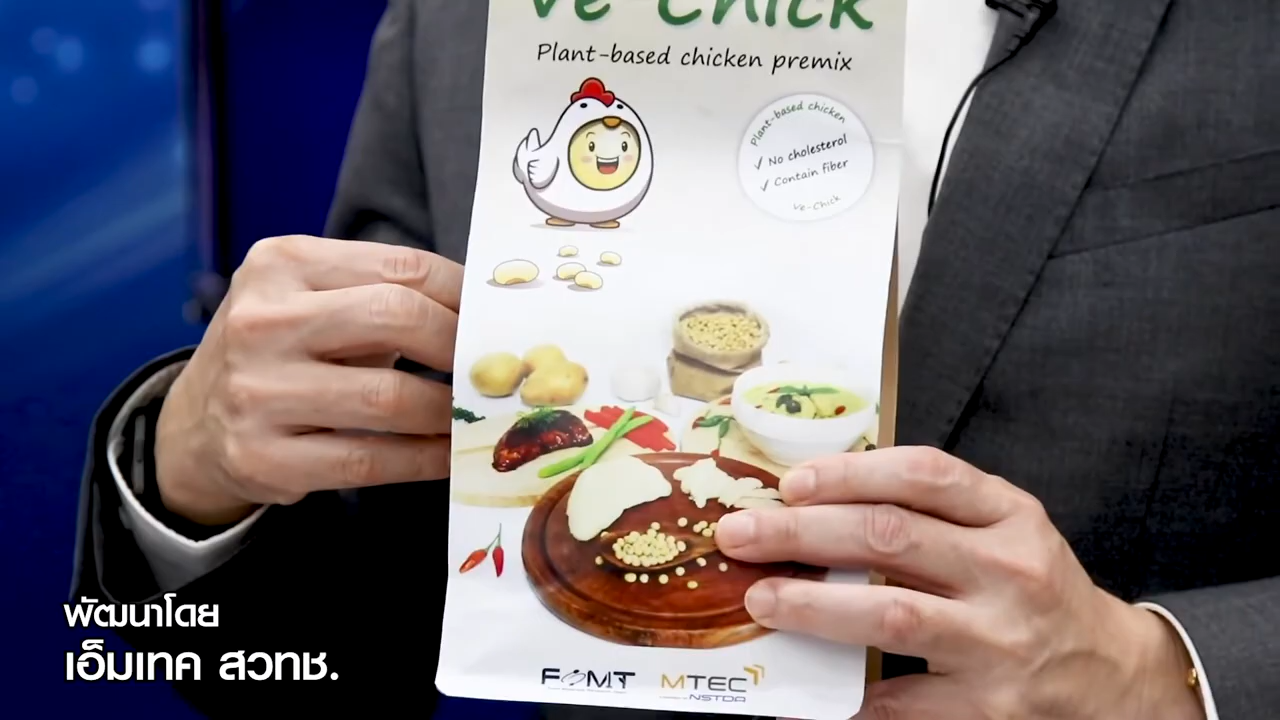 Ve-Chick
Plant-based chicken premix
Plant-based chicken
✓ No cholesterol
✓ Contain fiber
Ve-Chick
พัฒนาโดย
เอ็มเทค สวทช.
FOMT
MTEC
NSTDA